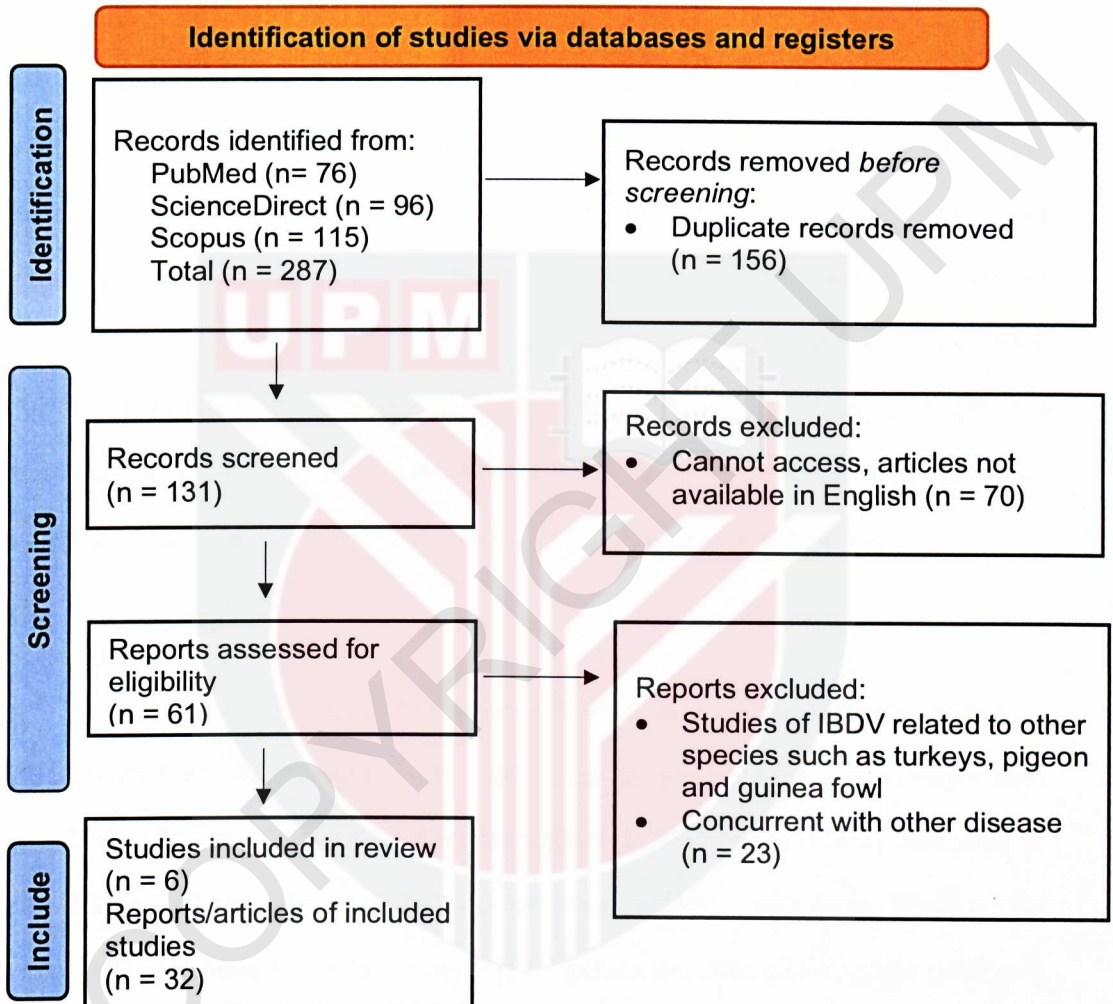 Identification of studies via databases and registers
Identification
Records identified from:
PubMed (n= 76)
ScienceDirect (n = 96)
Scopus (n = 115)
Total (n = 287)
Records removed before
screening:
• Duplicate records removed
(n = 156)
Screening
Records screened
(n = 131)
Records excluded:
• Cannot access, articles not
available in English (n = 70)
Reports assessed for
eligibility
(n = 61)
Reports excluded:
• Studies of IBDV related to other
species such as turkeys, pigeon
and guinea fowl
• Concurrent with other disease
(n = 23)
Include
Studies included in review
(n = 6)
Reports/articles of included
studies
(n = 32)
UPM
COPYRIGHT UPM